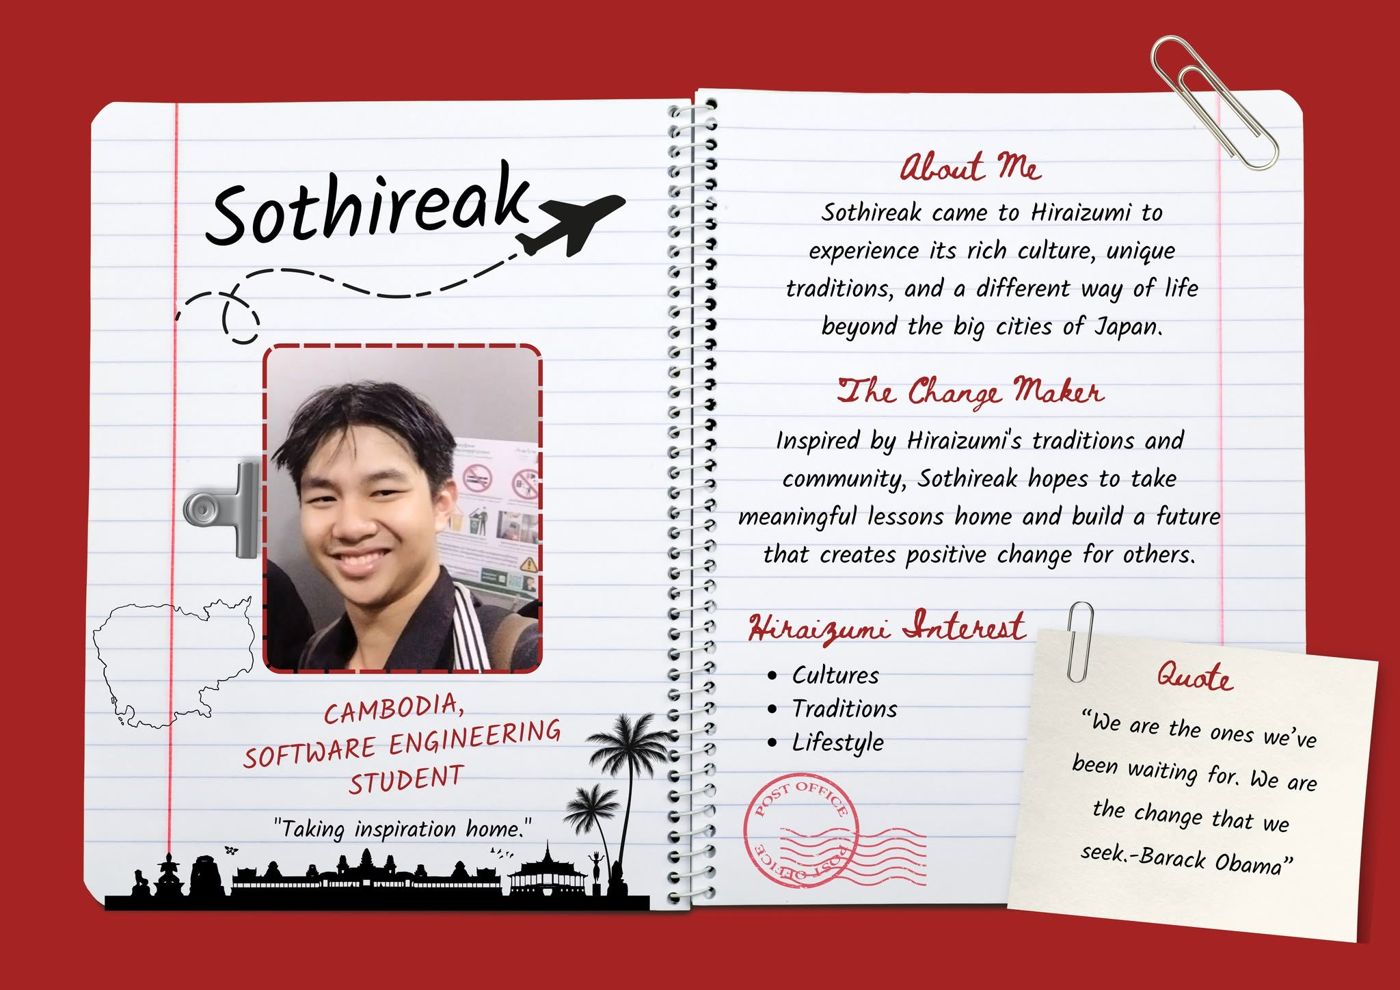 Sothireak
CAMBODIA,
SOFTWARE ENGINEERING
STUDENT
"Taking inspiration home."
About Me
Sothireak came to Hiraizumi to
experience its rich culture, unique
traditions, and a different way of life
beyond the big cities of Japan.
The Change Maker
Inspired by Hiraizumi's traditions and
community, Sothireak hopes to take
meaningful lessons home and build a future
that creates positive change for others.
Hiraizumi Interest
• Cultures
• Traditions
• Lifestyle
POST OFFICE
POST OFFICE
Quote
“We are the ones we’ve
been waiting for. We are
the change that we
seek.-Barack Obama”